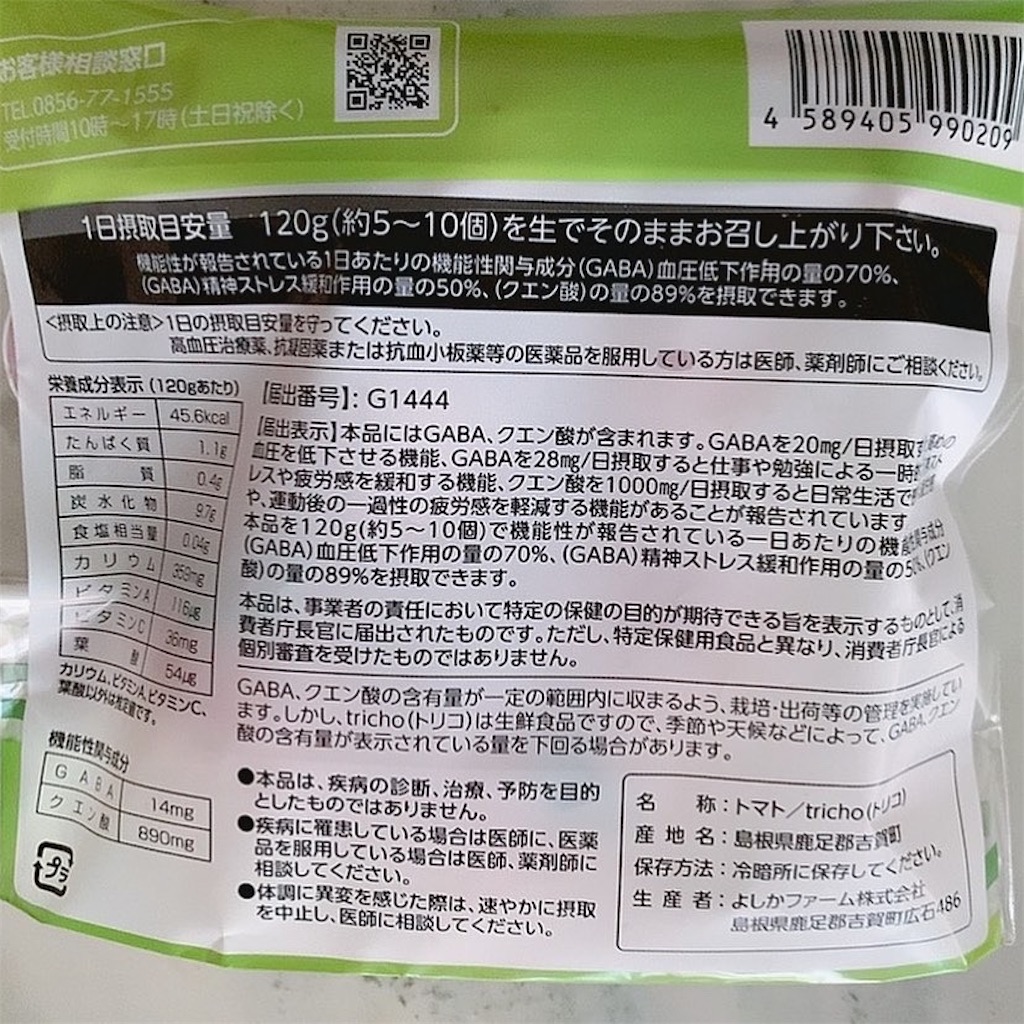 お客様相談窓口
TEL 0856-77-1555
受付時間10時～17時(土日祝除く)
4 589405 990209
1日摂取目安量 120g(約5～10個)を生でそのままお召し上がり下さい。
機能性が報告されている1日あたりの機能性関与成分(GABA)血圧低下作用の量の70%、
(GABA)精神ストレス緩和作用の量の50%、(クエン酸)の量の89%を摂取できます。
<摂取上の注意>1日の摂取目安量を守ってください。
高血圧治療薬、抗凝固薬または抗血小板薬等の医薬品を服用している方は医師、薬剤師にご相談ください。
栄養成分表示(120gあたり)
エネルギー 45.6kcal
たんぱく質 1.1g
脂質 0.4g
炭水化物 9.7g
食塩相当量 0.04g
カリウム 359mg
ビタミンA 116μg
ビタミンC 36mg
葉酸 54μg
カリウム、ビタミンA、ビタミンC、
葉酸以外は推定値です。
機能性関与成分
GABA 14mg
クエン酸 890mg
プラ
【届出番号】: G1444
【届出表示】本品にはGABA、クエン酸が含まれます。GABAを20mg/日摂取す
血圧を低下させる機能、GABAを28mg/日摂取すると仕事や勉強による一時的
レスや疲労感を緩和する機能、クエン酸を1000mg/日摂取すると日常生活で
や、運動後の一過性の疲労感を軽減する機能があることが報告されています
本品を120g(約5～10個)で機能性が報告されている一日あたりの機能性関与成分
(GABA)血圧低下作用の量の70%、(GABA)精神ストレス緩和作用の量の50%、(クエン
酸)の量の89%を摂取できます。
本品は、事業者の責任において特定の保健の目的が期待できる旨を表示するものとして、消
費者庁長官に届出されたものです。ただし、特定保健用食品と異なり、消費者庁長官による
個別審査を受けたものではありません。
GABA、クエン酸の含有量が一定の範囲内に収まるよう、栽培・出荷等の管理を実施してい
ます。しかし、tricho(トリコ)は生鮮食品ですので、季節や天候などによって、GABA、クエン
酸の含有量が表示されている量を下回る場合があります。
●本品は、疾病の診断、治療、予防を目的
としたものではありません。
●疾病に罹患している場合は医師に、医薬
品を服用している場合は医師、薬剤師に
相談してください。
●体調に異変を感じた際は、速やかに摂取
を中止し、医師に相談してください。
名称:トマト/tricho(トリコ)
産地名:島根県鹿足郡吉賀町
保存方法:冷暗所に保存してください。
生産者:よしかファーム株式会社
島根県鹿足郡吉賀町広石486